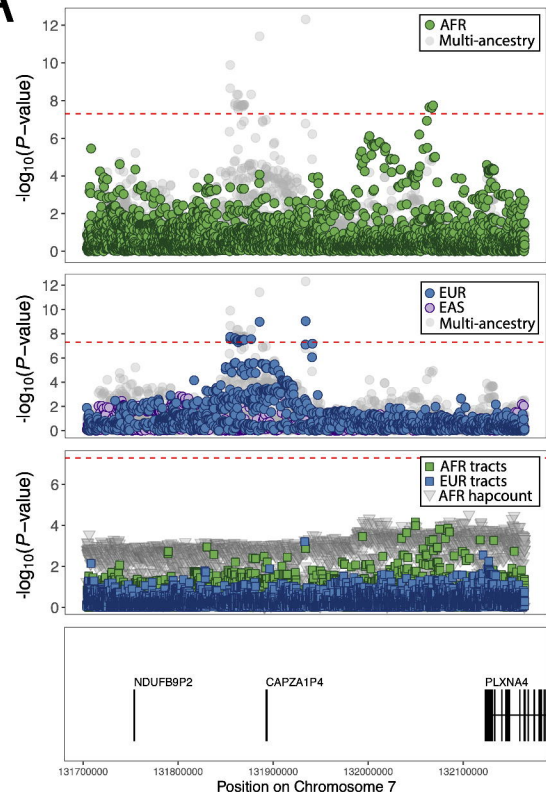 A
12
10
8
6
4
2
0
-log10(P−value)
AFR
Multi-ancestry
12
10
8
6
4
2
0
-log10(P−value)
EUR
EAS
Multi-ancestry
6
4
2
0
-log10(P−value)
AFR tracts
EUR tracts
AFR hapcount
NDUFB9P2 CAPZA1P4 PLXNA4
131700000 131800000 131900000 132000000 132100000
Position on Chromosome 7